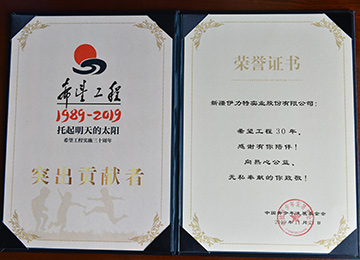 希望工程
1989-2019
托起明天的太阳
希望工程实施三十周年
突出贡献者
荣誉证书
新疆伊力特实业股份有限公司:
希望工程30年,
感谢有你陪伴!
向热心公益、
无私奉献的你致敬!
中国青少年发展基金会